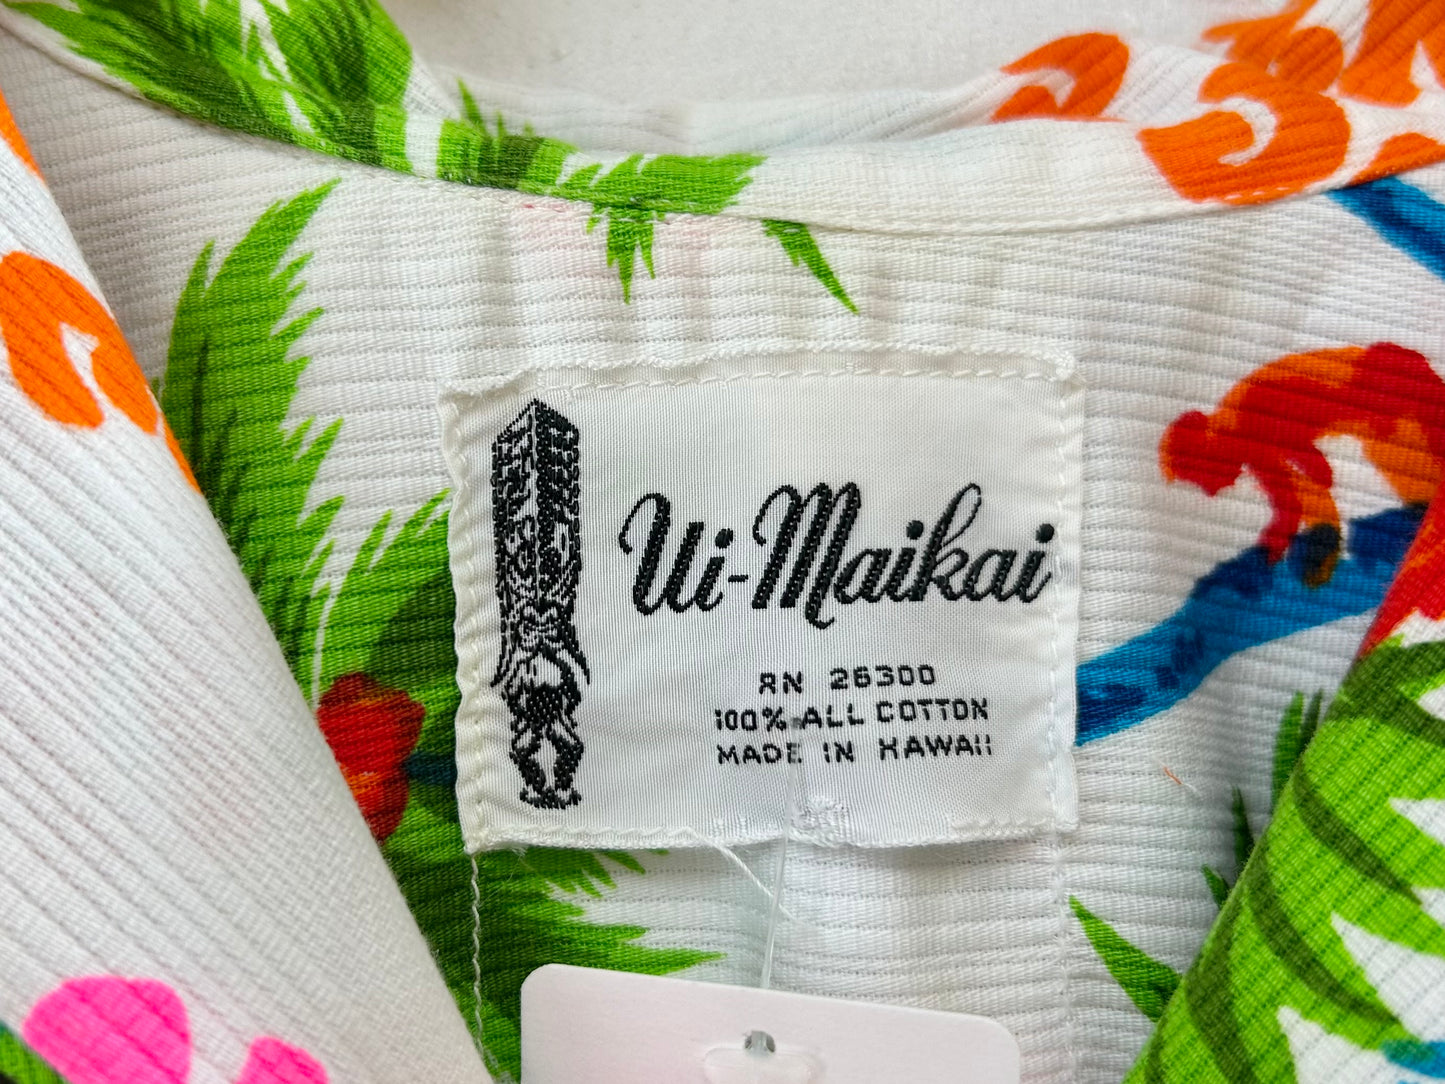 Ui-Maikai
RN 26300
100% ALL COTTON
MADE IN HAWAII